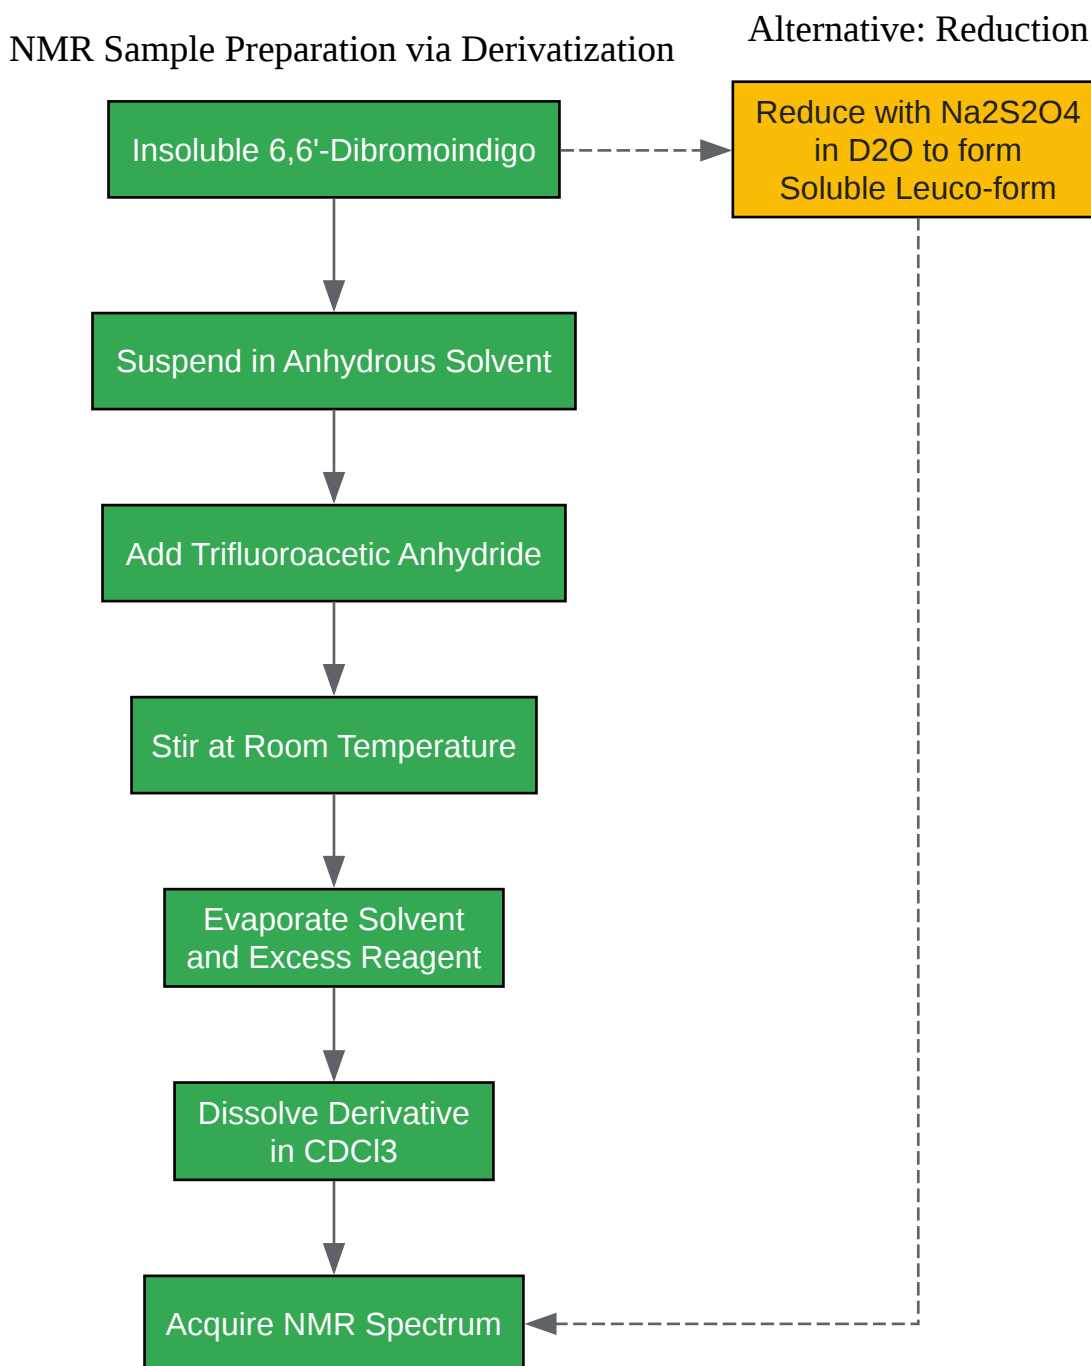 NMR Sample Preparation via Derivatization
Alternative: Reduction
Insoluble 6,6'-Dibromoindigo
Reduce with Na2S2O4
in D2O to form
Soluble Leuco-form
Suspend in Anhydrous Solvent
Add Trifluoroacetic Anhydride
Stir at Room Temperature
Evaporate Solvent
and Excess Reagent
Dissolve Derivative
in CDCl3
Acquire NMR Spectrum